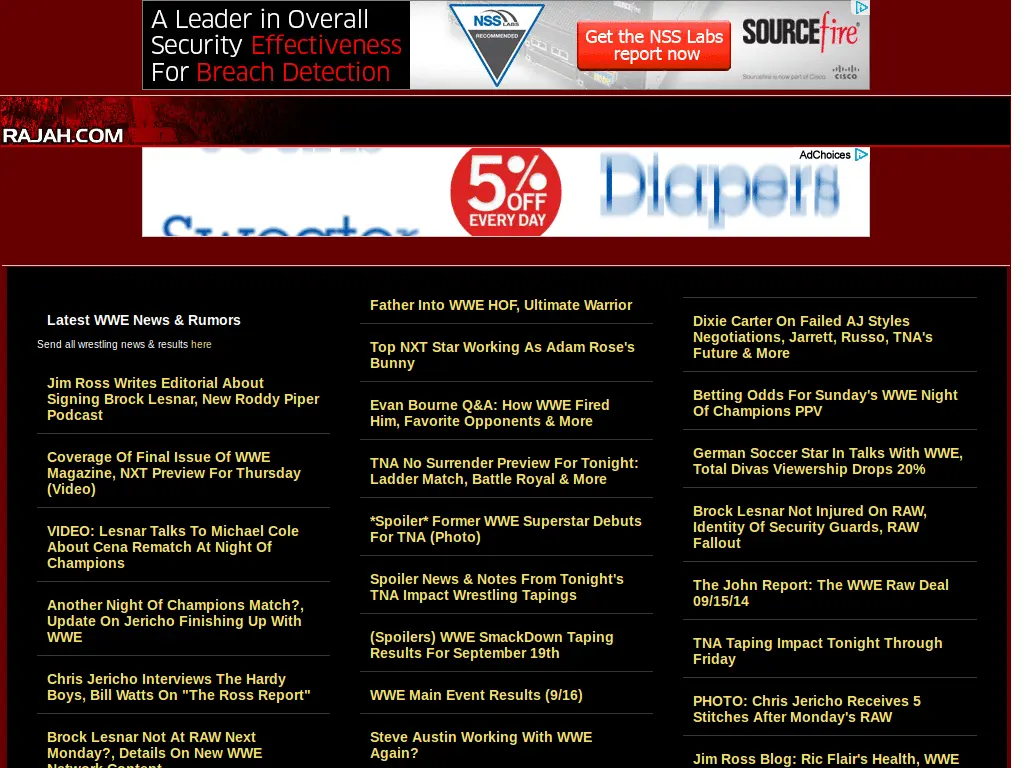 A Leader in Overall
Security Effectiveness
For Breach Detection
NSS LABS
RECOMMENDED
Get the NSS Labs
report now
SOURCEfire
Sourcefire is now part of Cisco
CISCO
RAJAH.COM
AdChoices
5%
OFF
EVERY DAY
Diapers
Sweater
Latest WWE News & Rumors
Send all wrestling news & results here
Jim Ross Writes Editorial About
Signing Brock Lesnar, New Roddy Piper
Podcast
Coverage Of Final Issue Of WWE
Magazine, NXT Preview For Thursday
(Video)
VIDEO: Lesnar Talks To Michael Cole
About Cena Rematch At Night Of
Champions
Another Night Of Champions Match?,
Update On Jericho Finishing Up With
WWE
Chris Jericho Interviews The Hardy
Boys, Bill Watts On "The Ross Report"
Brock Lesnar Not At RAW Next
Monday?, Details On New WWE
Network Content
Father Into WWE HOF, Ultimate Warrior
Top NXT Star Working As Adam Rose's
Bunny
Evan Bourne Q&A: How WWE Fired
Him, Favorite Opponents & More
TNA No Surrender Preview For Tonight:
Ladder Match, Battle Royal & More
*Spoiler* Former WWE Superstar Debuts
For TNA (Photo)
Spoiler News & Notes From Tonight's
TNA Impact Wrestling Tapings
(Spoilers) WWE SmackDown Taping
Results For September 19th
WWE Main Event Results (9/16)
Steve Austin Working With WWE
Again?
Dixie Carter On Failed AJ Styles
Negotiations, Jarrett, Russo, TNA's
Future & More
Betting Odds For Sunday's WWE Night
Of Champions PPV
German Soccer Star In Talks With WWE,
Total Divas Viewership Drops 20%
Brock Lesnar Not Injured On RAW,
Identity Of Security Guards, RAW
Fallout
The John Report: The WWE Raw Deal
09/15/14
TNA Taping Impact Tonight Through
Friday
PHOTO: Chris Jericho Receives 5
Stitches After Monday's RAW
Jim Ross Blog: Ric Flair's Health, WWE